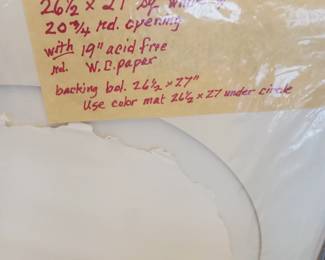 26½ x 27 sq
20¾ rd. opening
with 19" acid free
rd. W.C. paper
backing bd. 26½ x 27"
Use color mat 26½ x 27 under circle